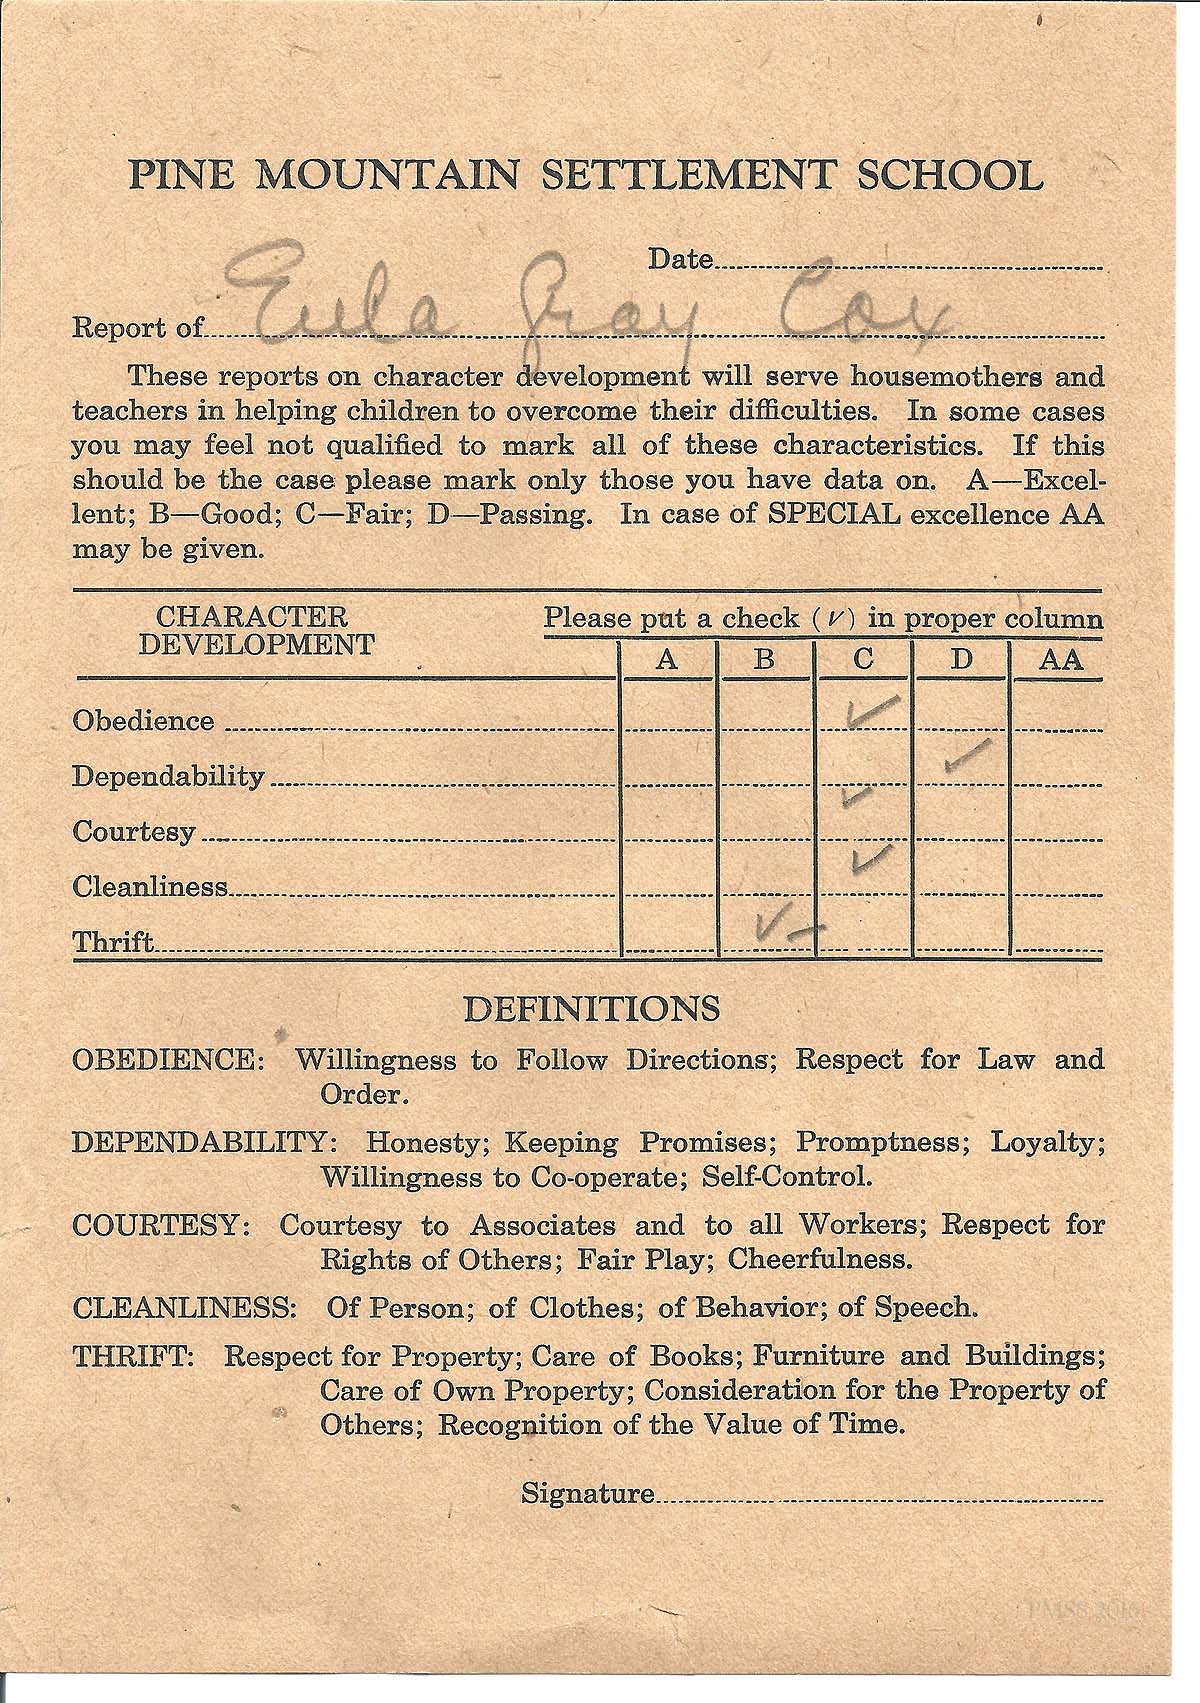 PINE MOUNTAIN SETTLEMENT SCHOOL
Date
Report of Eula Gray Cox
These reports on character development will serve housemothers and
teachers in helping children to overcome their difficulties. In some cases
you may feel not qualified to mark all of these characteristics. If this
should be the case please mark only those you have data on. A—Excel-
lent; B—Good; C—Fair; D—Passing. In case of SPECIAL excellence AA
may be given.
CHARACTER Please put a check (✓) in proper column
DEVELOPMENT
A B C D AA
Obedience ✓
Dependability ✓
Courtesy ✓
Cleanliness ✓
Thrift ✓-
DEFINITIONS
OBEDIENCE: Willingness to Follow Directions; Respect for Law and
Order.
DEPENDABILITY: Honesty; Keeping Promises; Promptness; Loyalty;
Willingness to Co-operate; Self-Control.
COURTESY: Courtesy to Associates and to all Workers; Respect for
Rights of Others; Fair Play; Cheerfulness.
CLEANLINESS: Of Person; of Clothes; of Behavior; of Speech.
THRIFT: Respect for Property; Care of Books; Furniture and Buildings;
Care of Own Property; Consideration for the Property of
Others; Recognition of the Value of Time.
Signature
PMSS